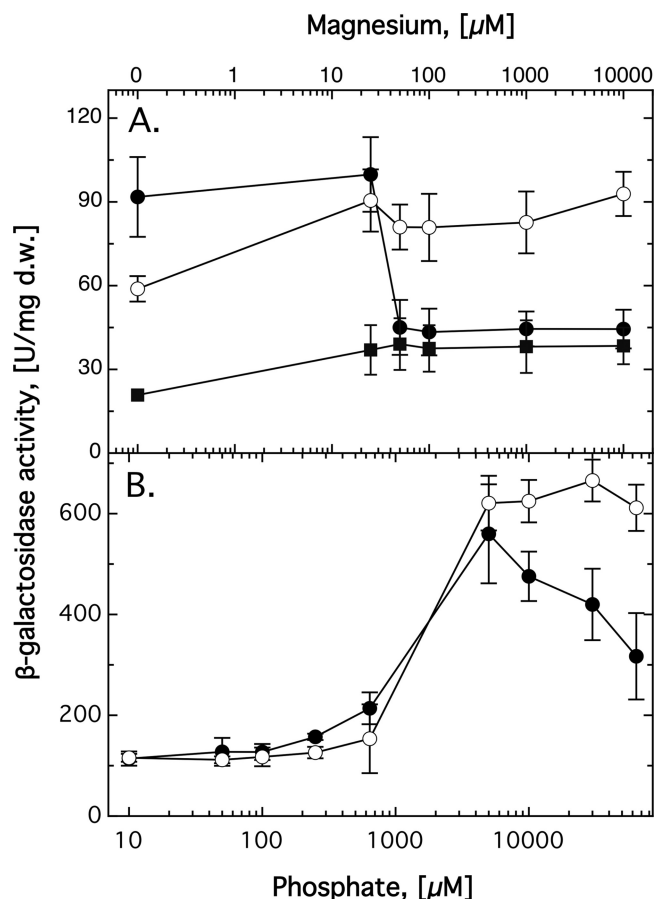 Magnesium, [µM]
0 1 10 100 1000 10000
A.
120
90
60
30
0
β-galactosidase activity, [U/mg d.w.]
B.
600
400
200
0
10 100 1000 10000
Phosphate, [µM]